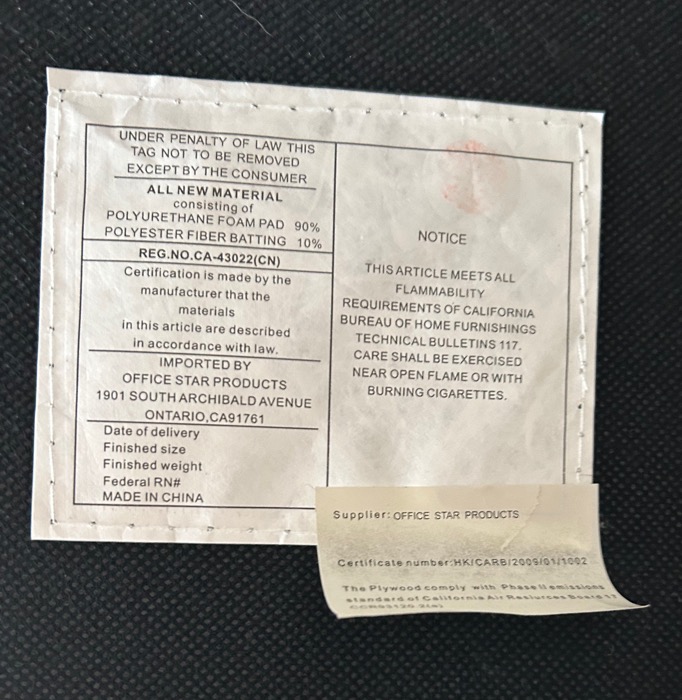 UNDER PENALTY OF LAW THIS
TAG NOT TO BE REMOVED
EXCEPT BY THE CONSUMER
ALL NEW MATERIAL
consisting of
POLYURETHANE FOAM PAD 90%
POLYESTER FIBER BATTING 10%
REG.NO.CA-43022(CN)
Certification is made by the
manufacturer that the
materials
in this article are described
in accordance with law.
IMPORTED BY
OFFICE STAR PRODUCTS
1901 SOUTH ARCHIBALD AVENUE
ONTARIO,CA91761
Date of delivery
Finished size
Finished weight
Federal RN#
MADE IN CHINA
NOTICE
THIS ARTICLE MEETS ALL
FLAMMABILITY
REQUIREMENTS OF CALIFORNIA
BUREAU OF HOME FURNISHINGS
TECHNICAL BULLETINS 117.
CARE SHALL BE EXERCISED
NEAR OPEN FLAME OR WITH
BURNING CIGARETTES.
Supplier: OFFICE STAR PRODUCTS
Certificate number:HK/CARB/2009/01/1002
The Plywood comply with Phase II emissions
standard of California Air Resources Board 17